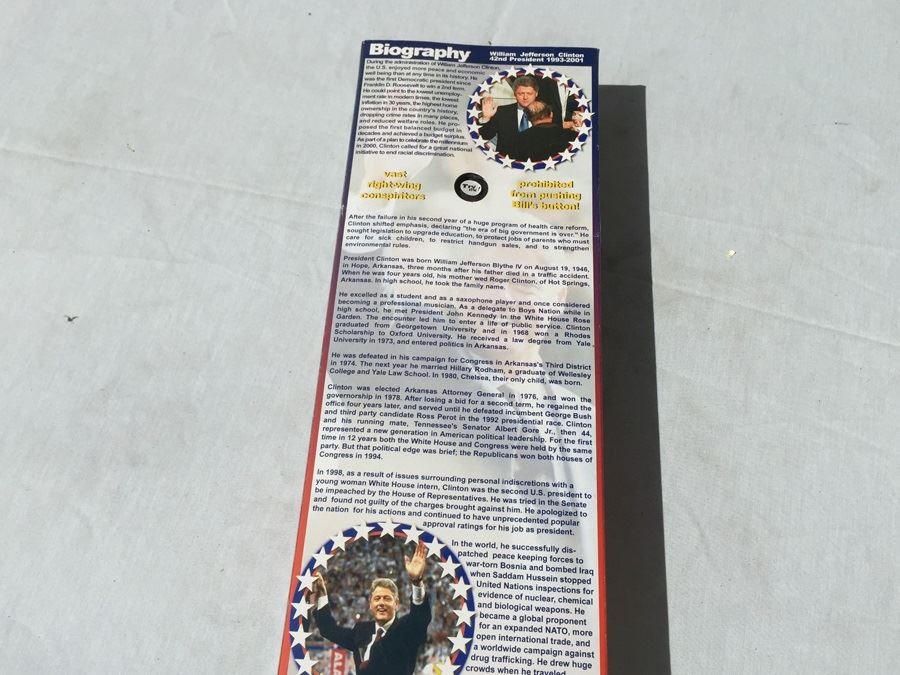 Biography
William Jefferson Clinton
42nd President 1993-2001
During the administration of William Jefferson Clinton,
the U.S. enjoyed more peace and economic
well being than at any time in its history. He
was the first Democratic president since
Franklin D. Roosevelt to win a 2nd term.
He could point to the lowest unemploy-
ment rate in modern times, the lowest
inflation in 30 years, the highest home
ownership in the country's history,
dropping crime rates in many places,
and reduced welfare roles. He pro-
posed the first balanced budget in
decades and achieved a budget surplus.
As part of a plan to celebrate the millennium
in 2000, Clinton called for a great national
initiative to end racial discrimination.
vast
right-wing
conspiritors
prohibited
from pushing
Bill's button!
After the failure in his second year of a huge program of health care reform,
Clinton shifted emphasis, declaring "the era of big government is over." He
sought legislation to upgrade education, to protect jobs of parents who must
care for sick children, to restrict handgun sales, and to strengthen
environmental rules.
President Clinton was born William Jefferson Blythe IV on August 19, 1946,
in Hope, Arkansas, three months after his father died in a traffic accident.
When he was four years old, his mother wed Roger Clinton, of Hot Springs,
Arkansas. In high school, he took the family name.
He excelled as a student and as a saxophone player and once considered
becoming a professional musician. As a delegate to Boys Nation while in
high school, he met President John Kennedy in the White House Rose
Garden. The encounter led him to enter a life of public service. Clinton
graduated from Georgetown University and in 1968 won a Rhodes
Scholarship to Oxford University. He received a law degree from Yale
University in 1973, and entered politics in Arkansas.
He was defeated in his campaign for Congress in Arkansas's Third District
in 1974. The next year he married Hillary Rodham, a graduate of Wellesley
College and Yale Law School. In 1980, Chelsea, their only child, was born.
Clinton was elected Arkansas Attorney General in 1976, and won the
governorship in 1978. After losing a bid for a second term, he regained the
office four years later, and served until he defeated incumbent George Bush
and third party candidate Ross Perot in the 1992 presidential race. Clinton
and his running mate, Tennessee's Senator Albert Gore Jr., then 44,
represented a new generation in American political leadership. For the first
time in 12 years both the White House and Congress were held by the same
party. But that political edge was brief; the Republicans won both houses of
Congress in 1994.
In 1998, as a result of issues surrounding personal indiscretions with a
young woman White House intern, Clinton was the second U.S. president to
be impeached by the House of Representatives. He was tried in the Senate
and found not guilty of the charges brought against him. He apologized to
the nation for his actions and continued to have unprecedented popular
approval ratings for his job as president.
In the world, he successfully dis-
patched peace keeping forces to
war-torn Bosnia and bombed Iraq
when Saddam Hussein stopped
United Nations inspections for
evidence of nuclear, chemical
and biological weapons. He
became a global proponent
for an expanded NATO, more
open international trade, and
a worldwide campaign against
drug trafficking. He drew huge
crowds when he traveled